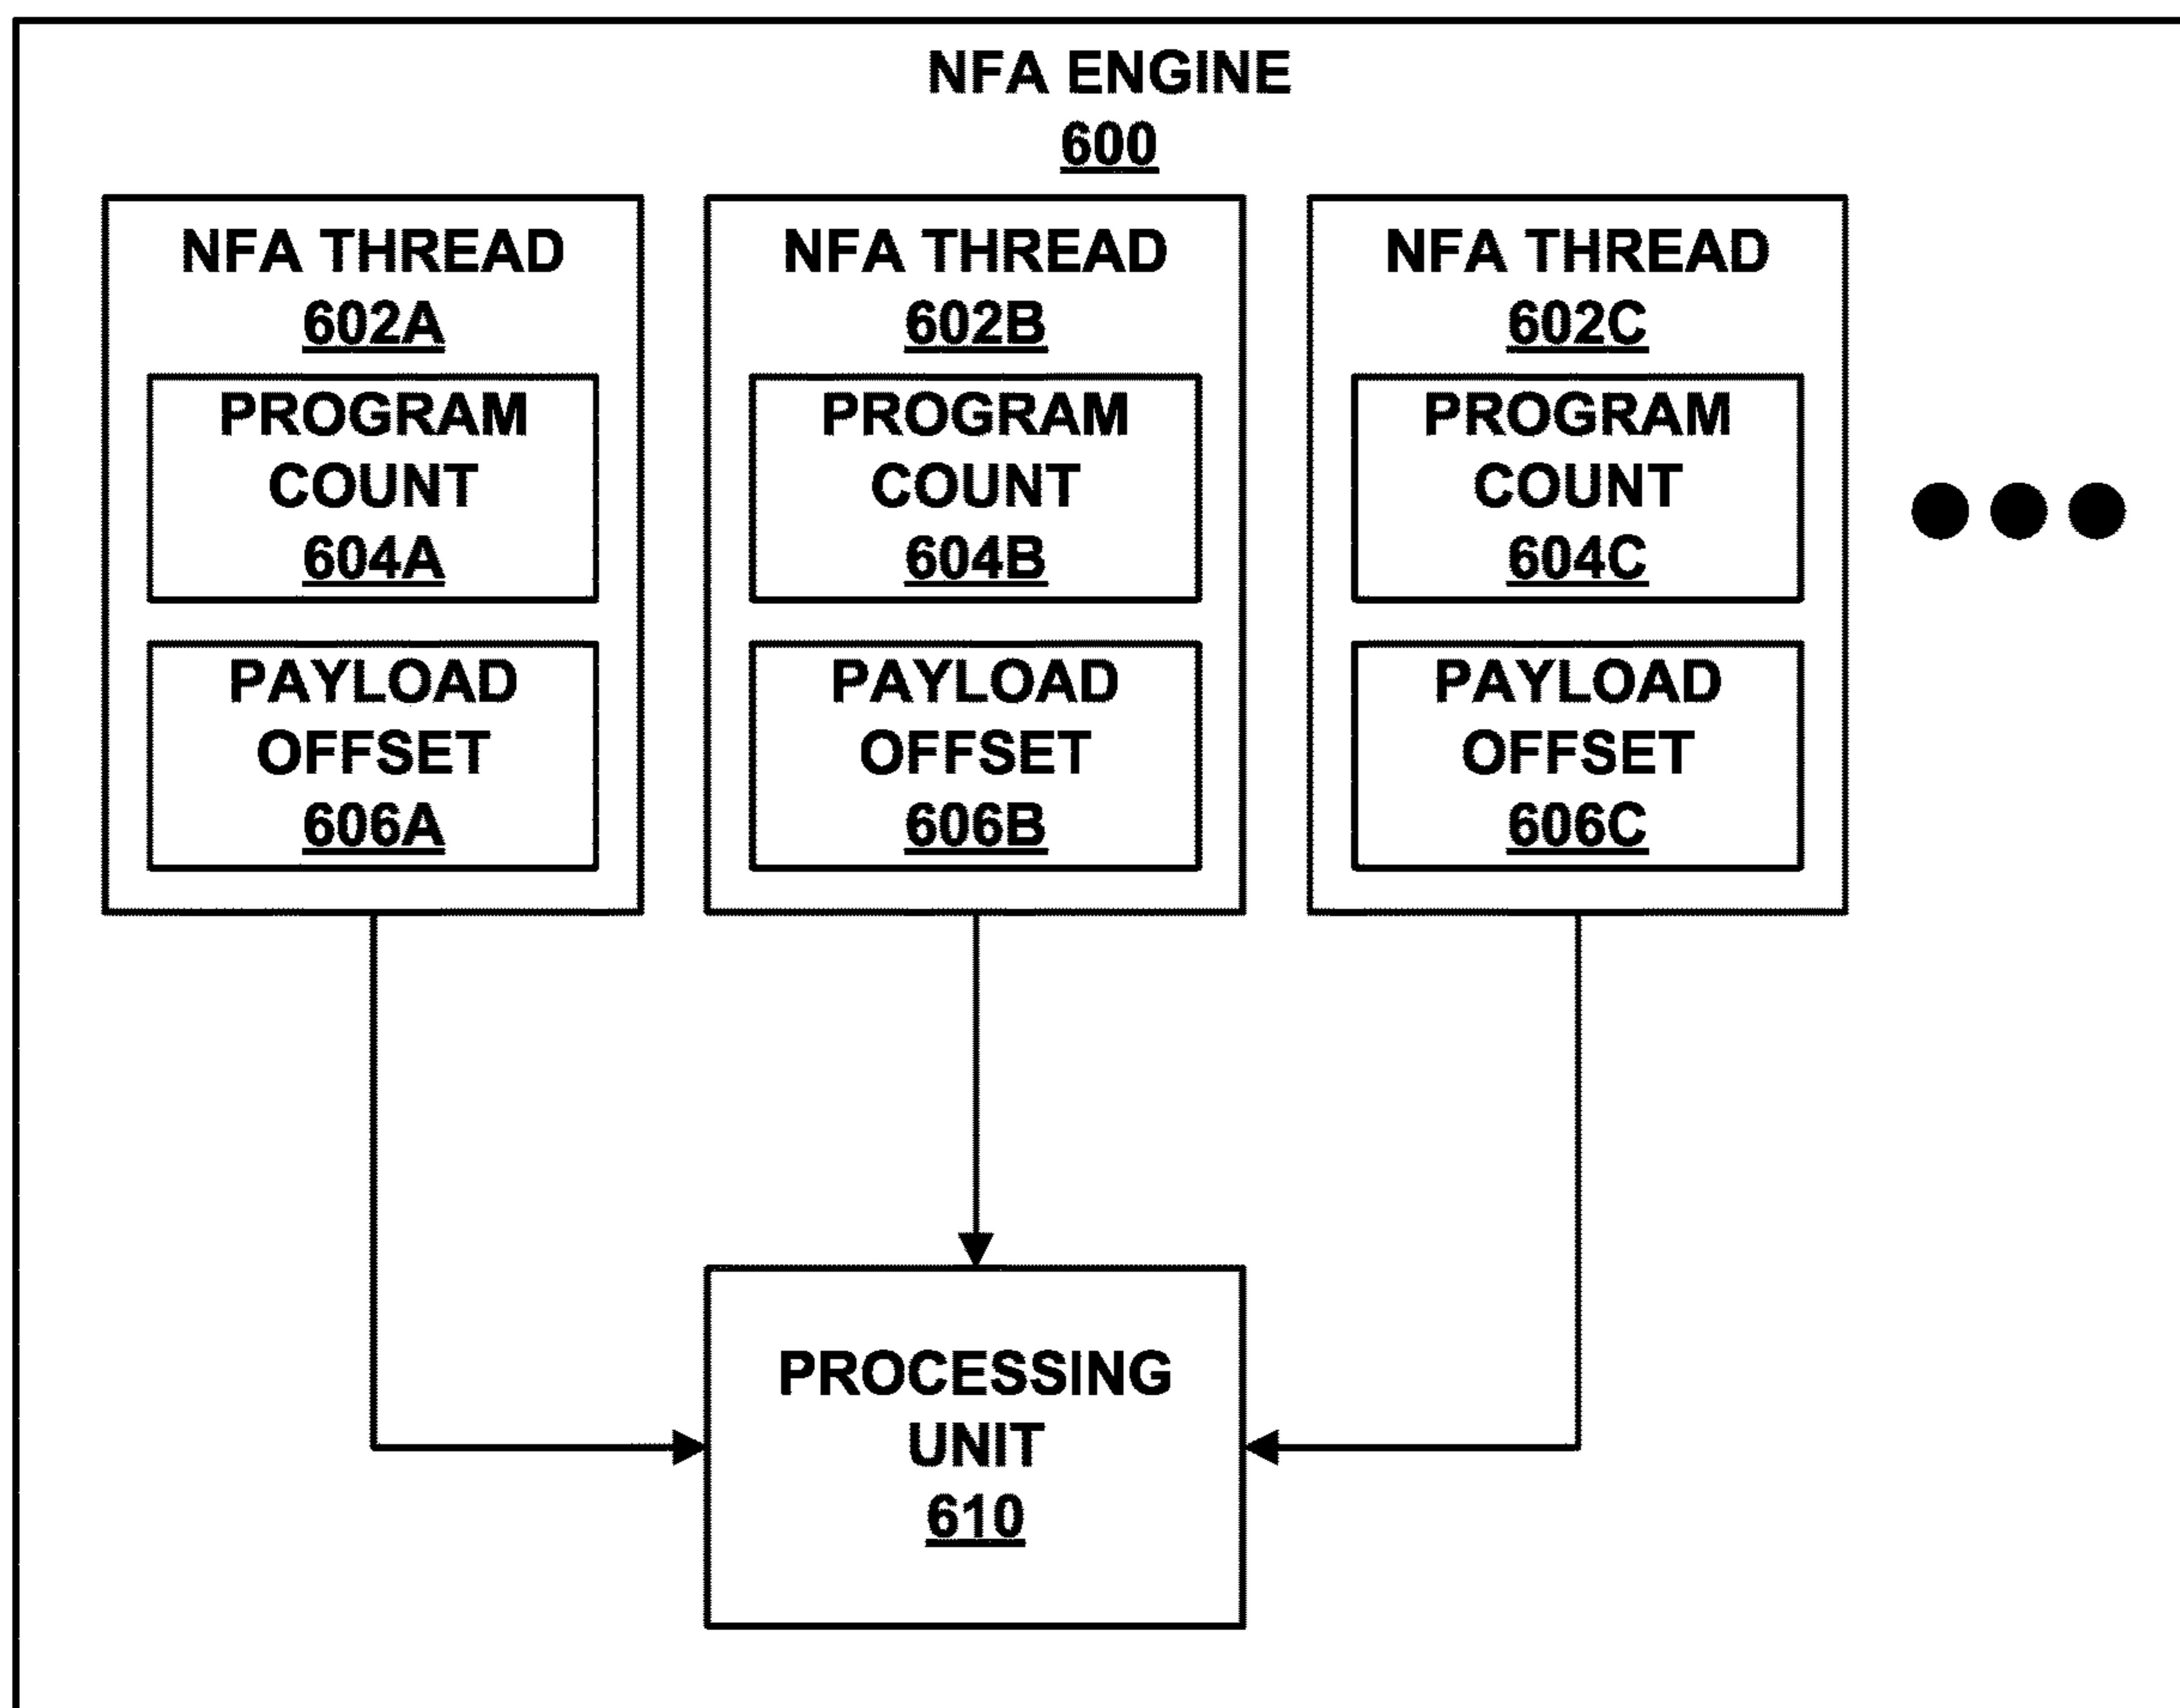 NFA ENGINE
600
NFA THREAD
602A
PROGRAM
COUNT
604A
PAYLOAD
OFFSET
606A
NFA THREAD
602B
PROGRAM
COUNT
604B
PAYLOAD
OFFSET
606B
NFA THREAD
602C
PROGRAM
COUNT
604C
PAYLOAD
OFFSET
606C
PROCESSING
UNIT
610